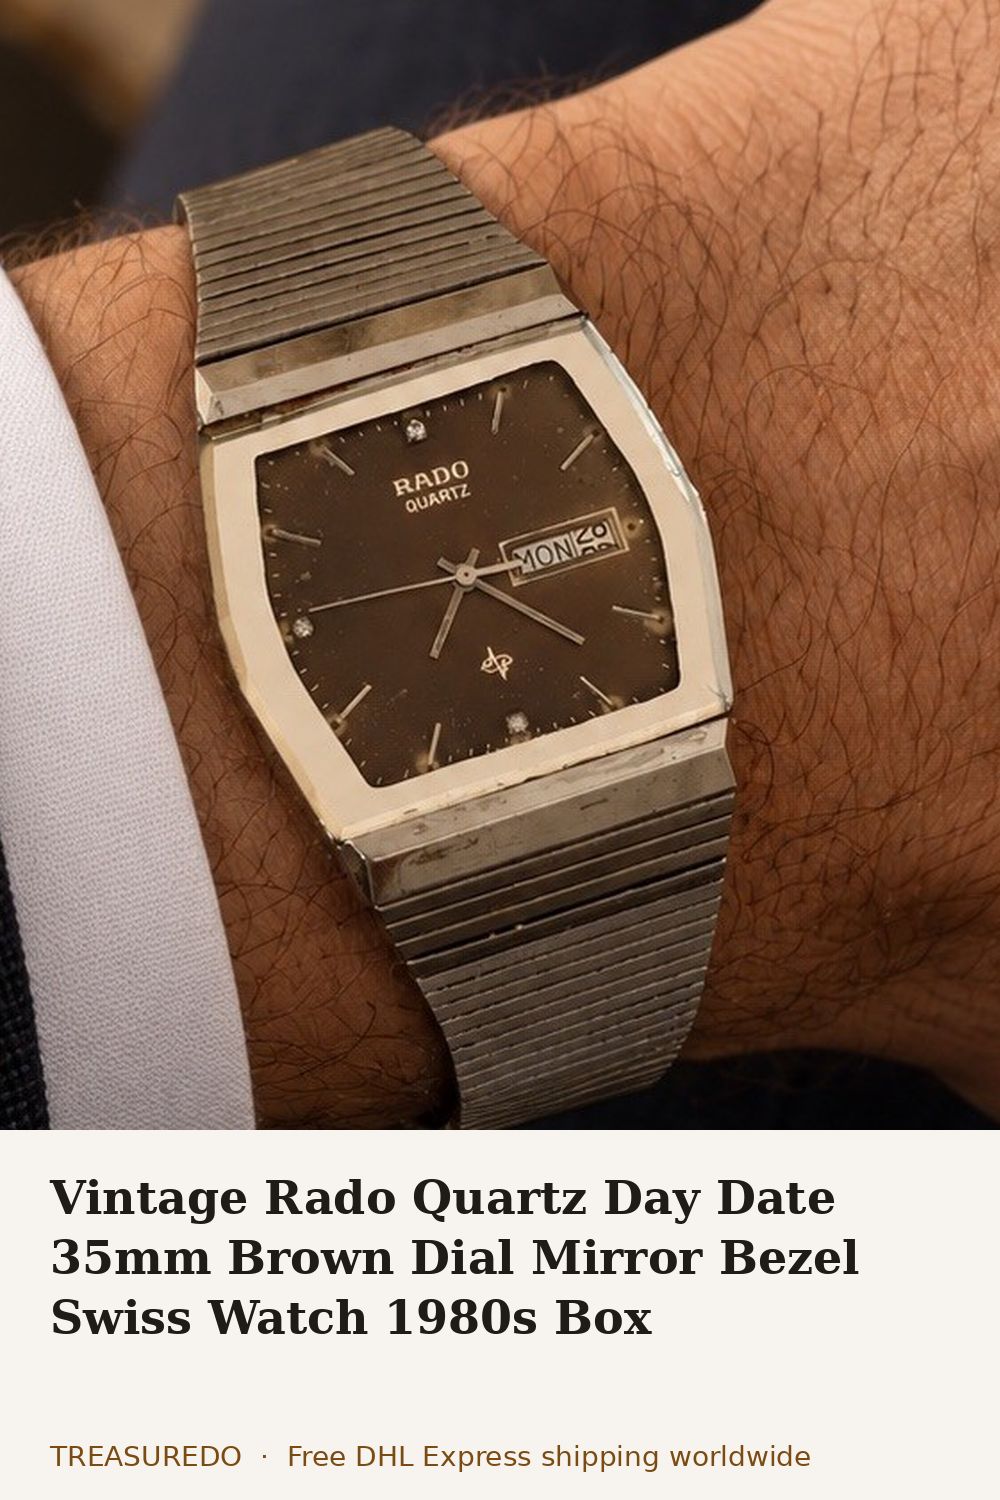 RADO
QUARTZ
MON
Vintage Rado Quartz Day Date
35mm Brown Dial Mirror Bezel
Swiss Watch 1980s Box
TREASUREDO · Free DHL Express shipping worldwide